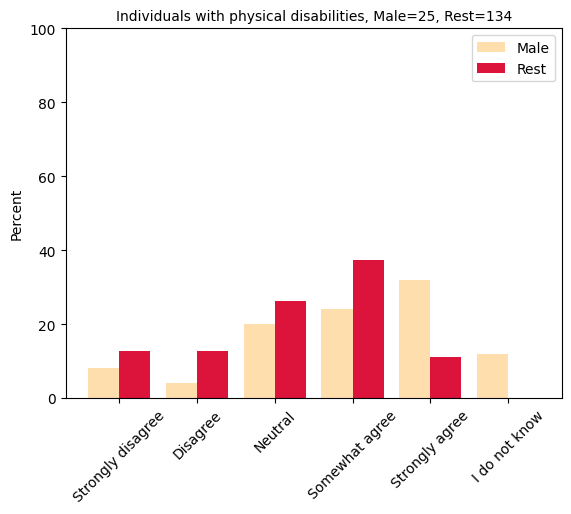 Individuals with physical disabilities, Male=25, Rest=134
Male
Rest
Percent
100
80
60
40
20
0
Strongly disagree
Disagree
Neutral
Somewhat agree
Strongly agree
I do not know